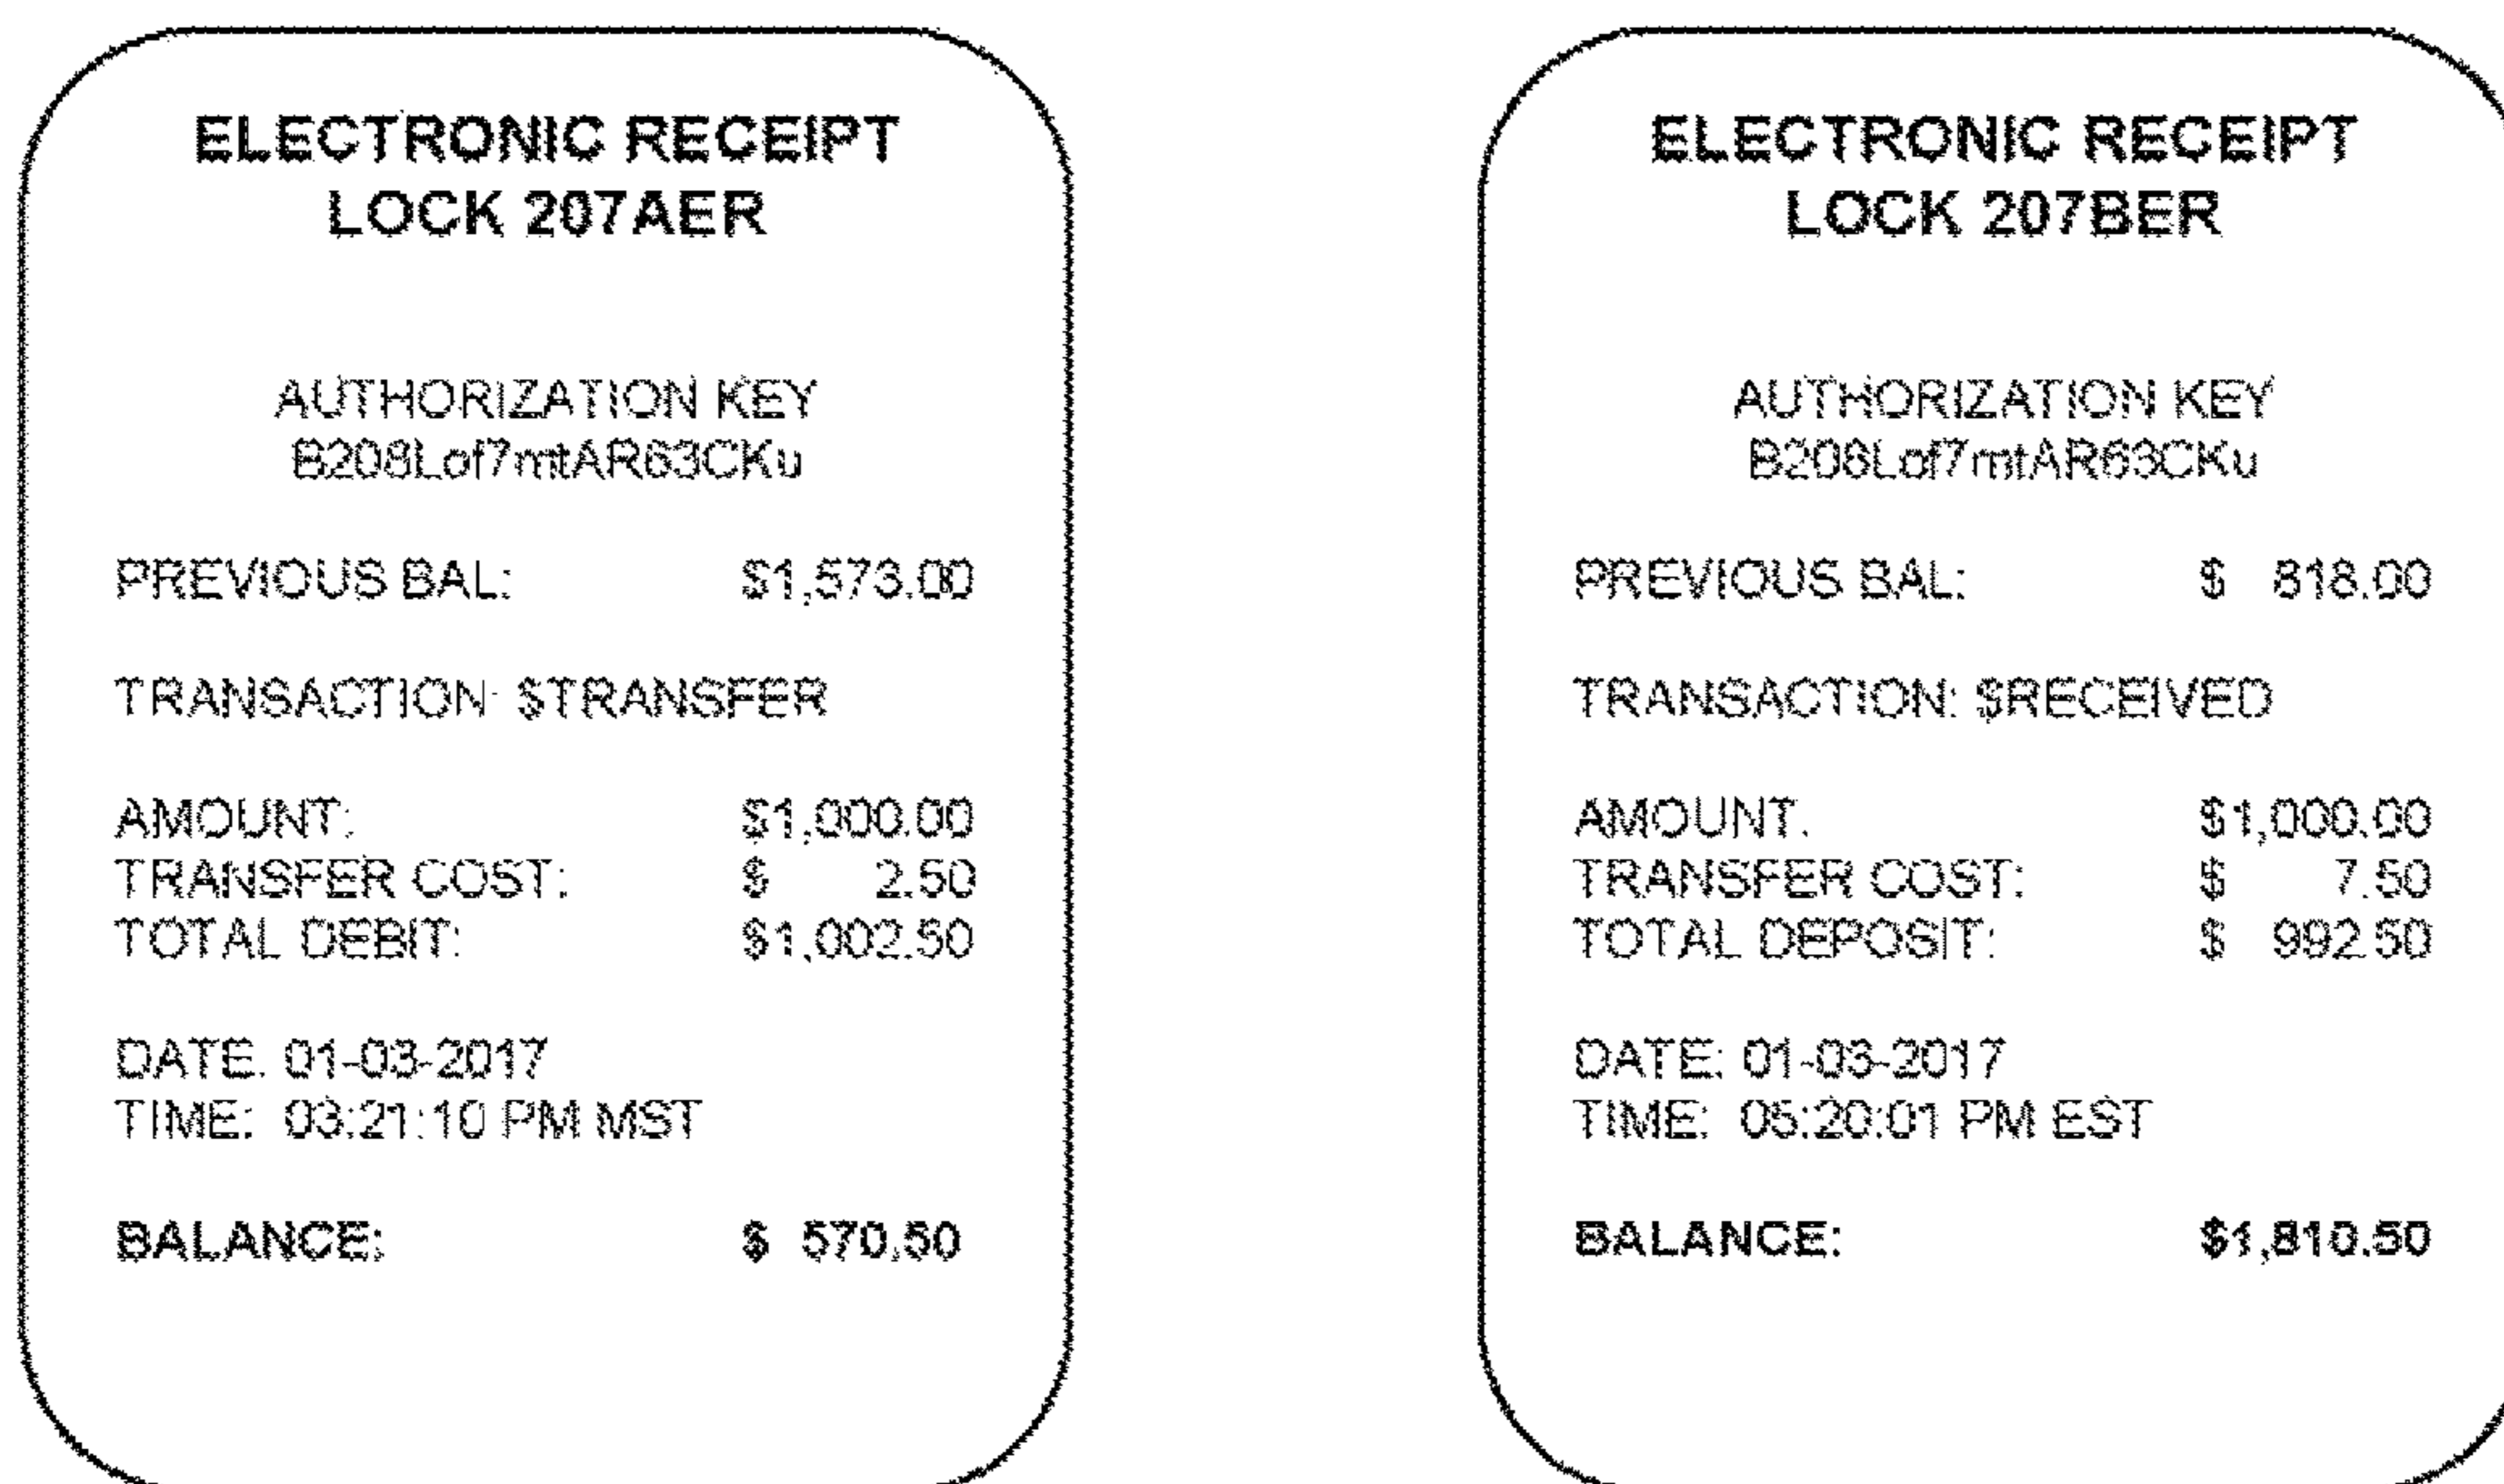 ELECTRONIC RECEIPT
LOCK 207AER
AUTHORIZATION KEY
B208Lof7mtAR63CKu
PREVIOUS BAL: $1,573.00
TRANSACTION: $TRANSFER
AMOUNT: $1,000.00
TRANSFER COST: $ 2.50
TOTAL DEBIT: $1,002.50
DATE: 01-03-2017
TIME: 03:21:10 PM MST
BALANCE: $ 570.50
ELECTRONIC RECEIPT
LOCK 207BER
AUTHORIZATION KEY
B208Lof7mtAR63CKu
PREVIOUS BAL: $ 818.00
TRANSACTION: $RECEIVED
AMOUNT: $1,000.00
TRANSFER COST: $ 7.50
TOTAL DEPOSIT: $ 992.50
DATE: 01-03-2017
TIME: 05:20:01 PM EST
BALANCE: $1,810.50